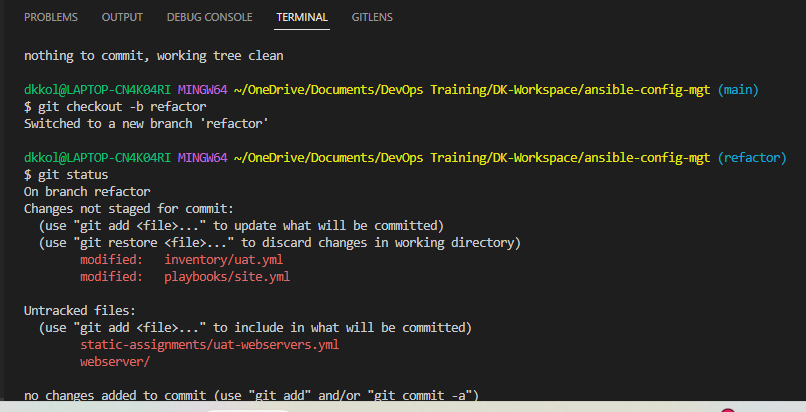 PROBLEMS OUTPUT DEBUG CONSOLE TERMINAL GITLENS
nothing to commit, working tree clean
dkkol@LAPTOP-CN4K04RI MINGW64 ~/OneDrive/Documents/DevOps Training/DK-Workspace/ansible-config-mgt (main)
$ git checkout -b refactor
Switched to a new branch 'refactor'
dkkol@LAPTOP-CN4K04RI MINGW64 ~/OneDrive/Documents/DevOps Training/DK-Workspace/ansible-config-mgt (refactor)
$ git status
On branch refactor
Changes not staged for commit:
  (use "git add <file>..." to update what will be committed)
  (use "git restore <file>..." to discard changes in working directory)
        modified:   inventory/uat.yml
        modified:   playbooks/site.yml
Untracked files:
  (use "git add <file>..." to include in what will be committed)
        static-assignments/uat-webservers.yml
        webserver/
no changes added to commit (use "git add" and/or "git commit -a")